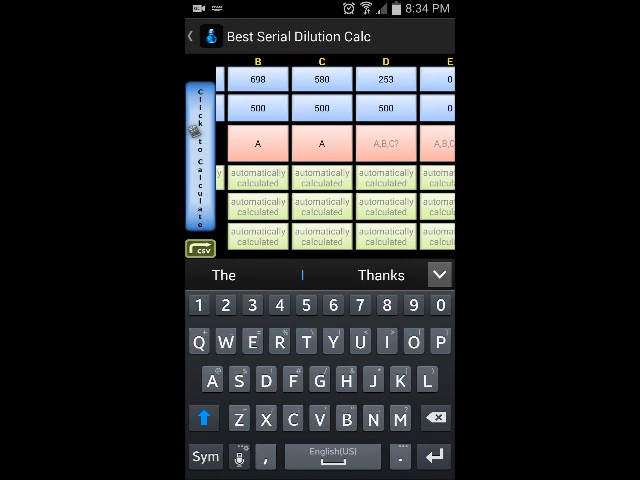 8:34 PM
Best Serial Dilution Calc
B C D E
698 580 253 0
500 500 500 0
A A A,B,C? A,B,C
automatically calculated automatically calculated automatically calculated
automatically calculated automatically calculated automatically calculated
automatically calculated automatically calculated automatically calculated
Click to Calculate
CSV
The I Thanks
1 2 3 4 5 6 7 8 9 0
Q W E R T Y U I O P
A S D F G H J K L
Z X C V B N M
Sym , English(US) .